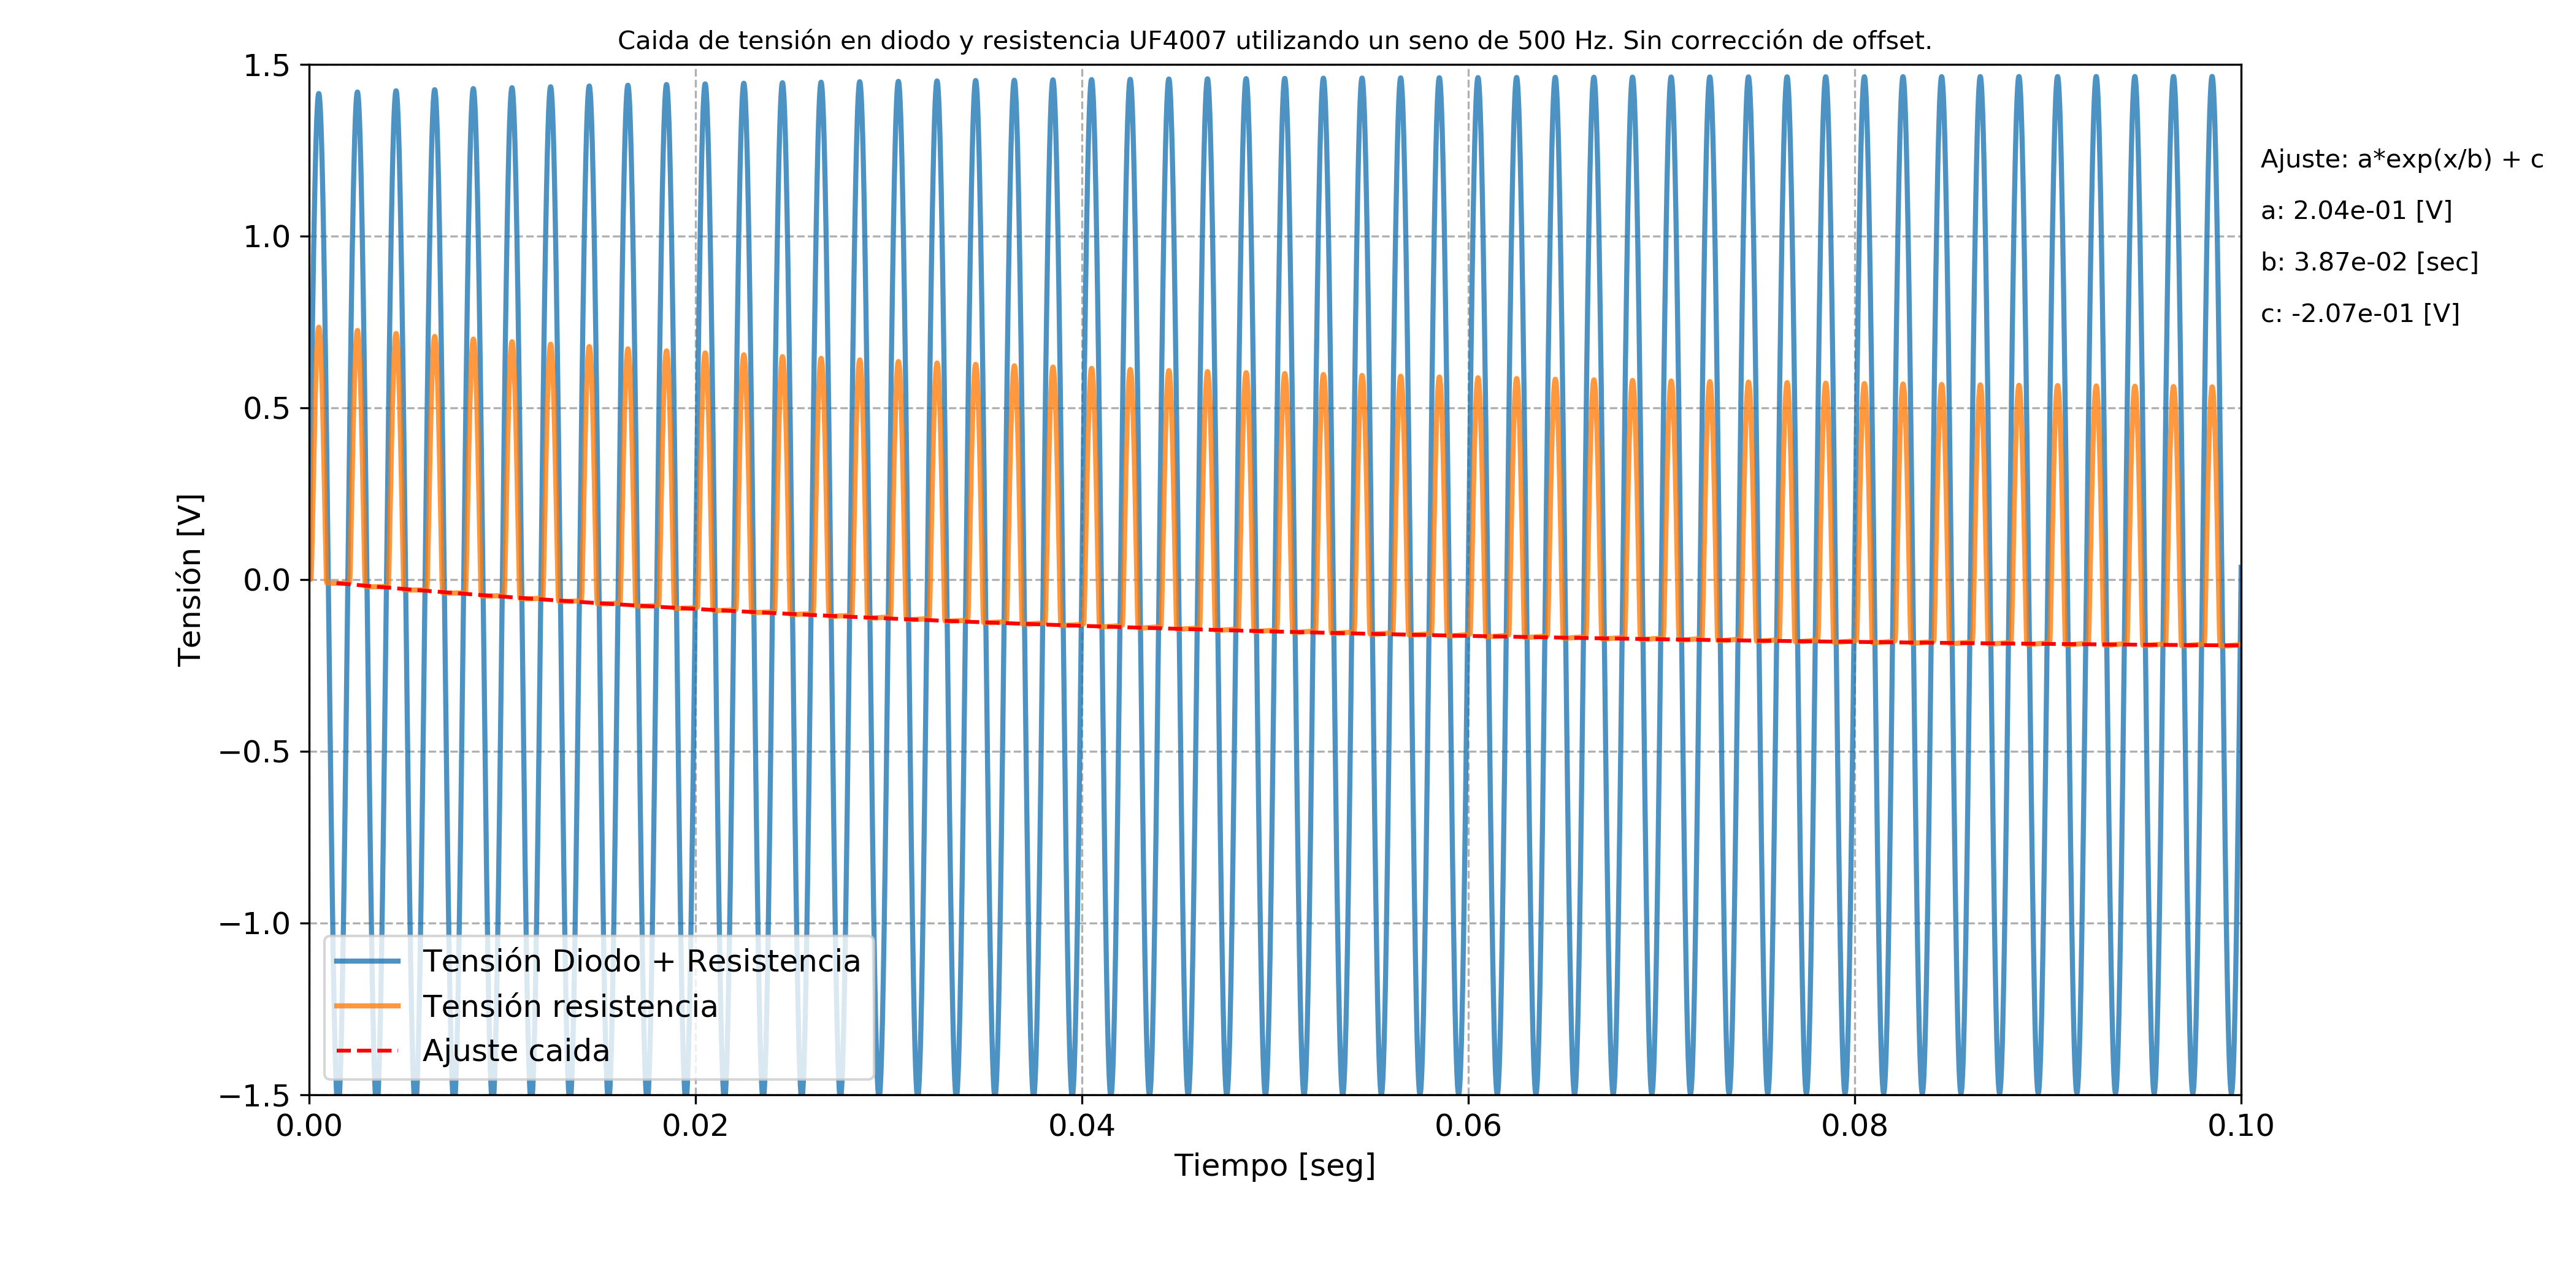 Caida de tensión en diodo y resistencia UF4007 utilizando un seno de 500 Hz. Sin corrección de offset.
1.5
1.0
0.5
0.0
−0.5
−1.0
−1.5
Tensión [V]
Ajuste: a*exp(x/b) + c
a: 2.04e-01 [V]
b: 3.87e-02 [sec]
c: -2.07e-01 [V]
Tensión Diodo + Resistencia
Tensión resistencia
Ajuste caida
0.00 0.02 0.04 0.06 0.08 0.10
Tiempo [seg]